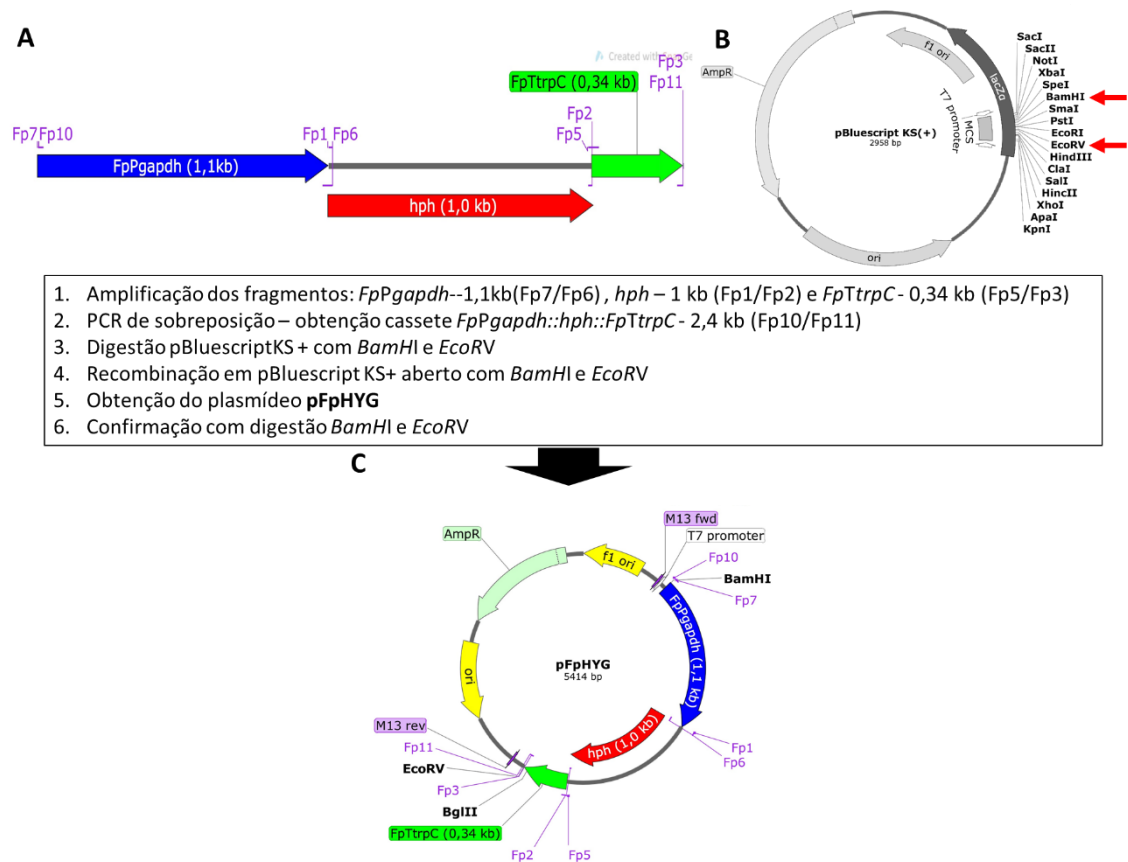 A
Created with
Fp3
Fp11
FpTtrpC (0,34 kb)
Fp2
Fp7
Fp10
Fp1
Fp6
Fp5
FpPgapdh (1,1kb)
hph (1,0 kb)
B
f1 ori
AmpR
lacZα
T7 promoter
MCS
pBluescript KS(+)
2958 bp
ori
SacI
SacII
NotI
XbaI
SpeI
BamHI
SmaI
PstI
EcoRI
EcoRV
HindIII
ClaI
SalI
HincII
XhoI
ApaI
KpnI
1. Amplificação dos fragmentos: FpPgapdh--1,1kb(Fp7/Fp6) , hph – 1 kb (Fp1/Fp2) e FpTtrpC - 0,34 kb (Fp5/Fp3)
2. PCR de sobreposição – obtenção cassete FpPgapdh::hph::FpTtrpC - 2,4 kb (Fp10/Fp11)
3. Digestão pBluescriptKS + com BamHI e EcoRV
4. Recombinação em pBluescript KS+ aberto com BamHI e EcoRV
5. Obtenção do plasmídeo pFpHYG
6. Confirmação com digestão BamHI e EcoRV
C
M13 fwd
T7 promoter
AmpR
f1 ori
Fp10
BamHI
Fp7
FpPgapdh (1,1 kb)
pFpHYG
5414 bp
ori
M13 rev
hph (1,0 kb)
Fp1
Fp6
Fp11
EcoRV
Fp3
BglII
FpTtrpC (0,34 kb)
Fp2
Fp5